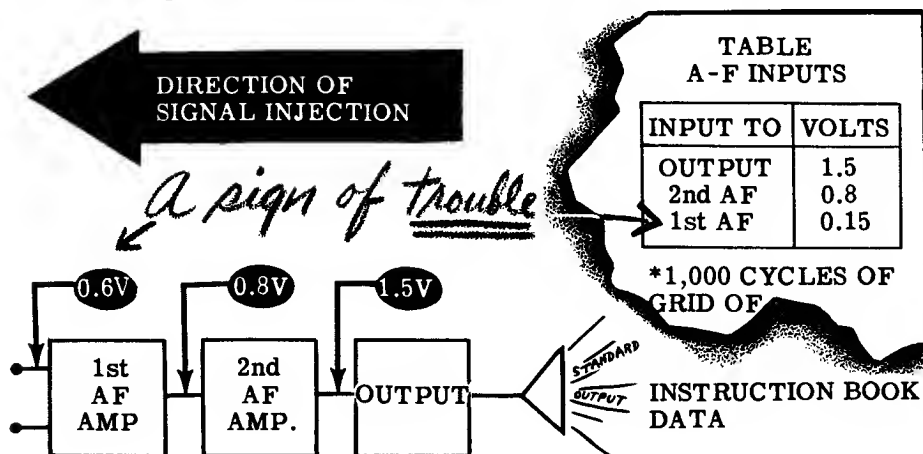 DIRECTION OF
SIGNAL INJECTION
TABLE
A-F INPUTS
INPUT TO VOLTS
OUTPUT 1.5
2nd AF 0.8
1st AF 0.15
*1,000 CYCLES OF
GRID OF
A sign of trouble
0.6V
0.8V
1.5V
1st
AF
AMP
2nd
AF
AMP.
OUTPUT
STANDARD
OUTPUT
INSTRUCTION BOOK
DATA